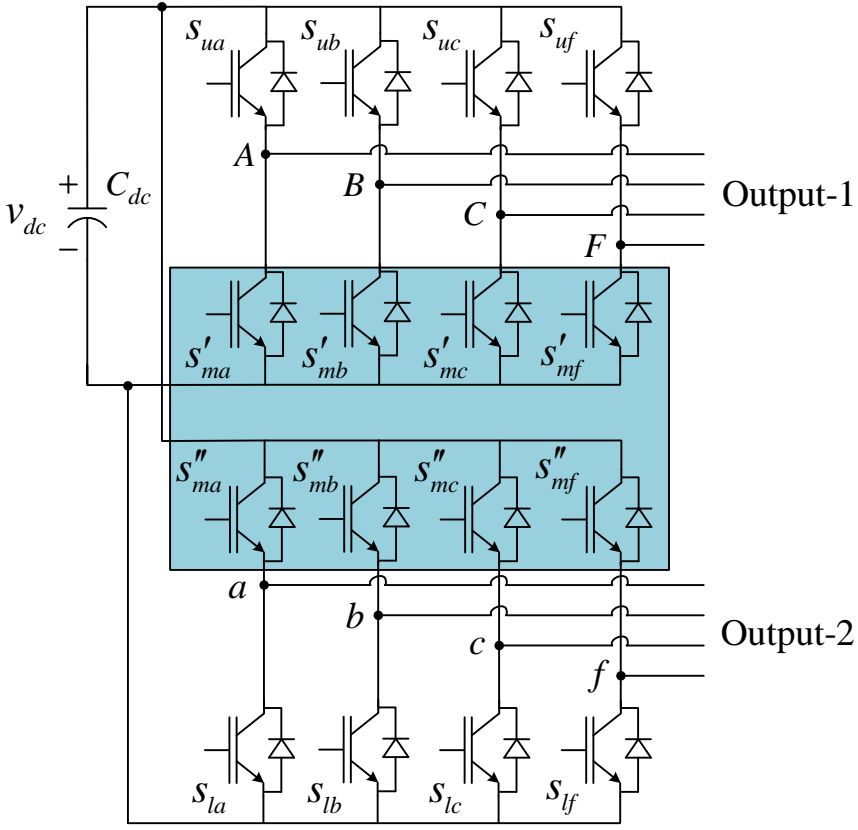 s_ua s_ub s_uc s_uf
A
B
C
F
Output-1
+
C_dc
v_dc
−
s'_ma s'_mb s'_mc s'_mf
s''_ma s''_mb s''_mc s''_mf
a
b
c
f
Output-2
s_la s_lb s_lc s_lf